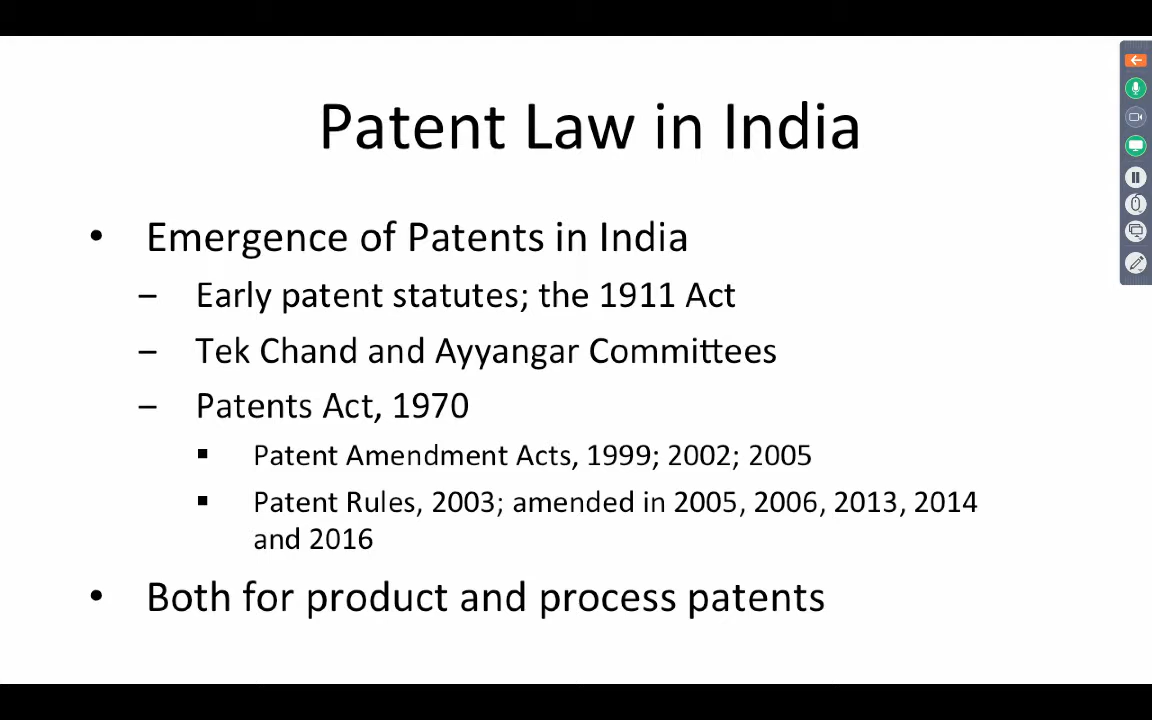 Patent Law in India
• Emergence of Patents in India
– Early patent statutes; the 1911 Act
– Tek Chand and Ayyangar Committees
– Patents Act, 1970
▪ Patent Amendment Acts, 1999; 2002; 2005
▪ Patent Rules, 2003; amended in 2005, 2006, 2013, 2014
and 2016
• Both for product and process patents